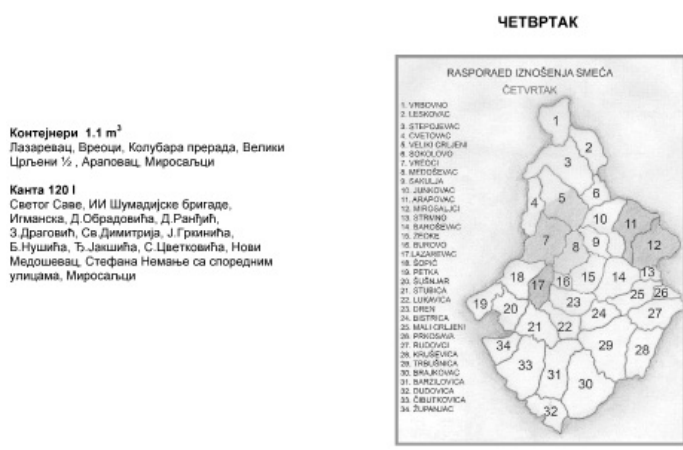 ЧЕТВРТАК
Контејнери 1.1 m³
Лазаревац, Вреоци, Колубара прерада, Велики
Црљени ½ , Араповац, Миросаљци
Канта 120 l
Светог Саве, ИИ Шумадијске бригаде,
Игманска, Д.Обрадовића, Д.Ранђић,
З.Драговић, Св.Димитрија, Ј.Гркинића,
Б.Нушића, Ђ.Јакшића, С.Цветковића, Нови
Медошевац, Стефана Немање са споредним
улицама, Миросаљци
RASPORAED IZNOŠENJA SMEĆA
ČETVRTAK
1. VRBOVNO
2. LESKOVAC
3. STEPOJEVAC
4. CVETOVAC
5. VELIKI CRLJENI
6. SOKOLOVO
7. VREOCI
8. MEDOŠEVAC
9. SAKULJA
10. JUNKOVAC
11. ARAPOVAC
12. MIROSALJCI
13. STRMNO
14. BAROŠEVAC
15. ZEOKE
16. BUROVO
17. LAZAREVAC
18. ŠOPIĆ
19. PETKA
20. ŠUŠNJAR
21. STUBICA
22. LUKAVICA
23. DREN
24. BISTRICA
25. MALI CRLJENI
26. PRKOSAVA
27. RUDOVCI
28. KRUŠEVICA
29. TRBUŠNICA
30. BRAJKOVAC
31. BARZILOVICA
32. DUDOVICA
33. ČIBUTKOVICA
34. ŽUPANJAC
1
2
3
4
5
6
7
8
9
10
11
12
13
14
15
16
17
18
19
20
21
22
23
24
25
26
27
28
29
30
31
32
33
34